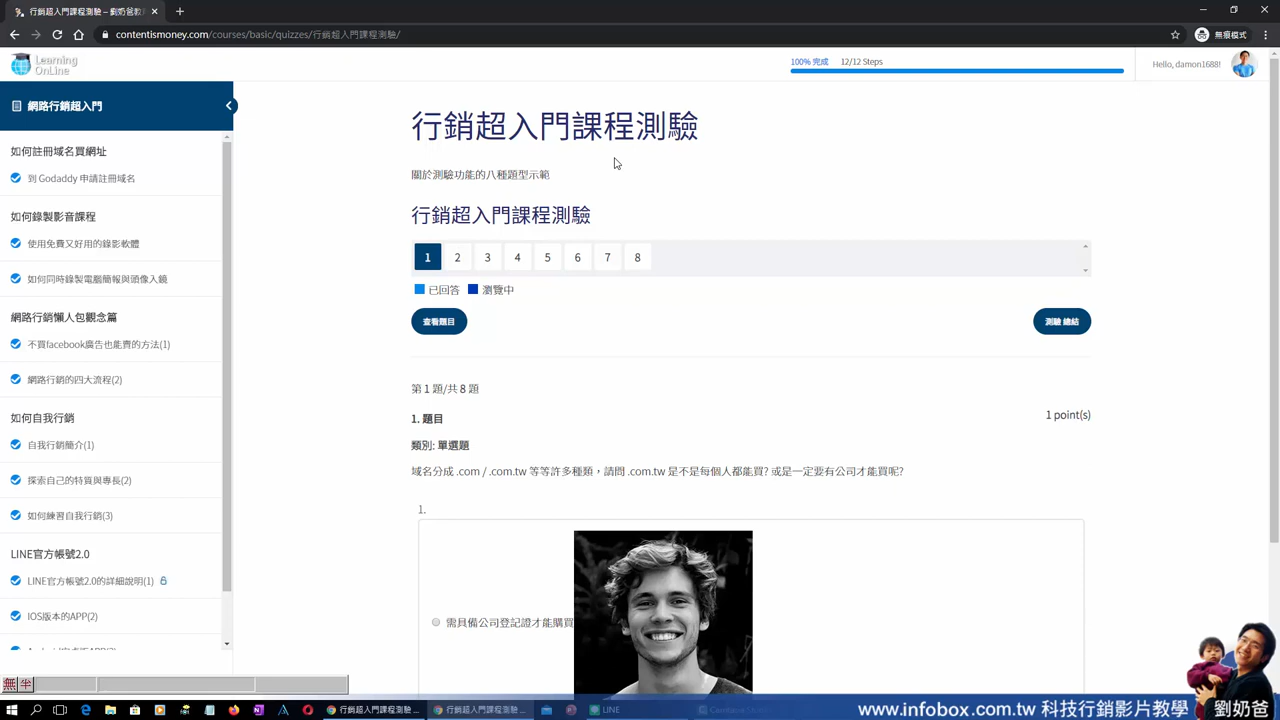 行銷超入門課程測驗 – 劉奶爸
contentismoney.com/courses/basic/quizzes/行銷超入門課程測驗/
無痕模式
Learning
OnLine
100% 完成
12/12 Steps
Hello, damon1688!
網路行銷超入門
如何註冊域名買網址
到 Godaddy 申請註冊域名
如何錄製影音課程
使用免費又好用的錄影軟體
如何同時錄製電腦簡報與頭像入鏡
網路行銷懶人包觀念篇
不買facebook廣告也能賣的方法(1)
網路行銷的四大流程(2)
如何自我行銷
自我行銷簡介(1)
探索自己的特質與專長(2)
如何練習自我行銷(3)
LINE官方帳號2.0
LINE官方帳號2.0的詳細說明(1)
IOS版本的APP(2)
行銷超入門課程測驗
關於測驗功能的八種題型示範
行銷超入門課程測驗
1 2 3 4 5 6 7 8
已回答 瀏覽中
查看題目
測驗 總結
第 1 題/共 8 題
1. 題目
1 point(s)
類別: 單選題
域名分成 .com / .com.tw 等等許多種類，請問 .com.tw 是不是每個人都能買? 或是一定要有公司才能買呢?
1.
需具備公司登記證才能購買
無 半
行銷超入門課程測驗 ...
行銷超入門課程測驗 ...
LINE
www.infobox.com.tw 科技行銷影片教學
劉奶爸